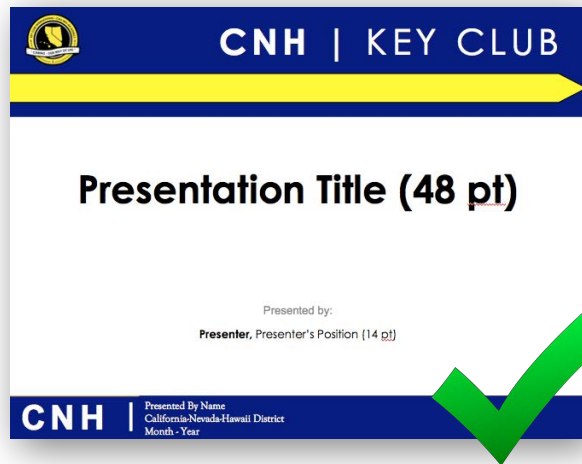 CNH | KEY CLUB
Presentation Title (48 pt)
Presented by:
Presenter, Presenter's Position (14 pt)
CNH
Presented By Name
California-Nevada-Hawaii District
Month - Year